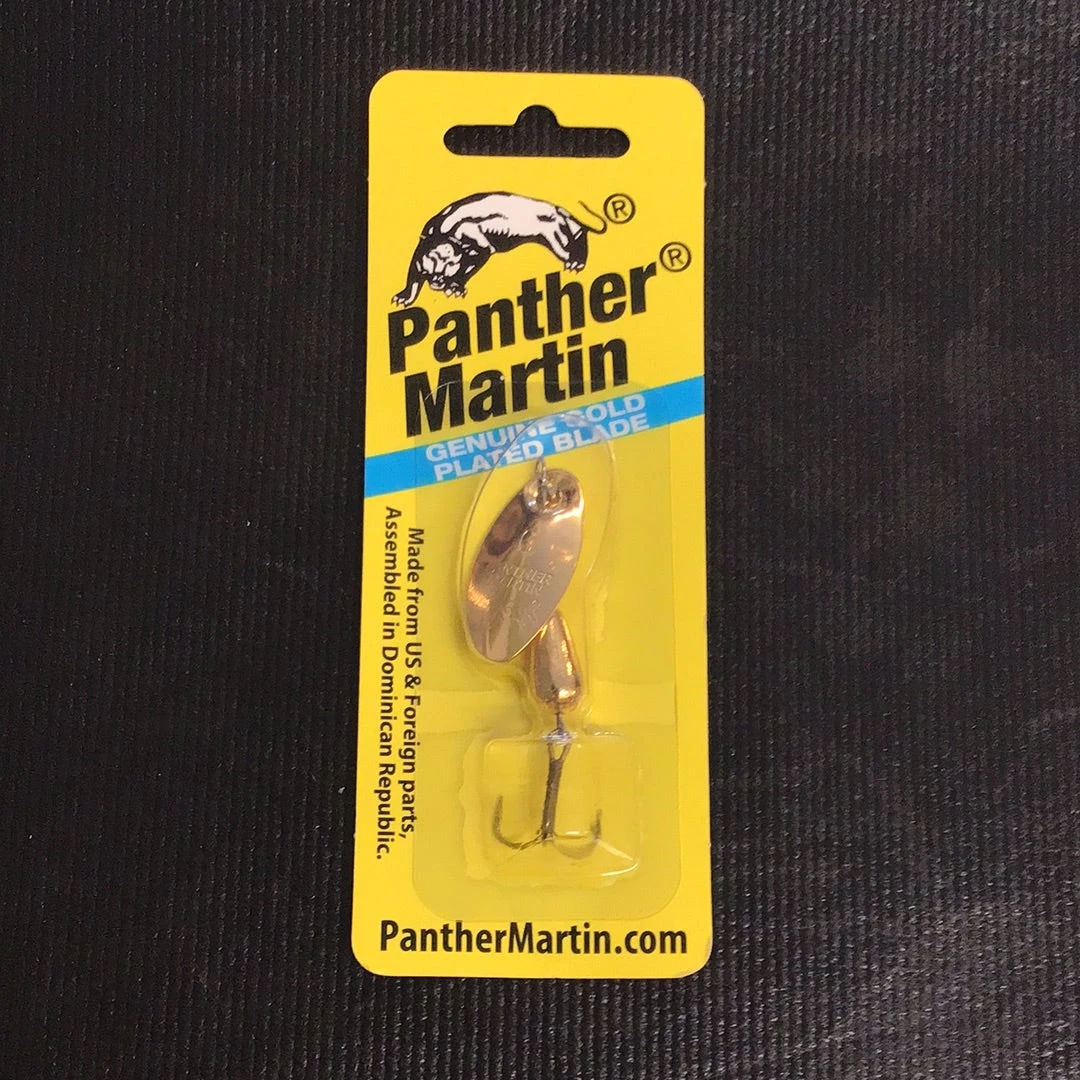 ®
Panther®
Martin
GENUINE GOLD
PLATED BLADE
Made from US & Foreign parts,
Assembled in Dominican Republic.
PantherMartin.com